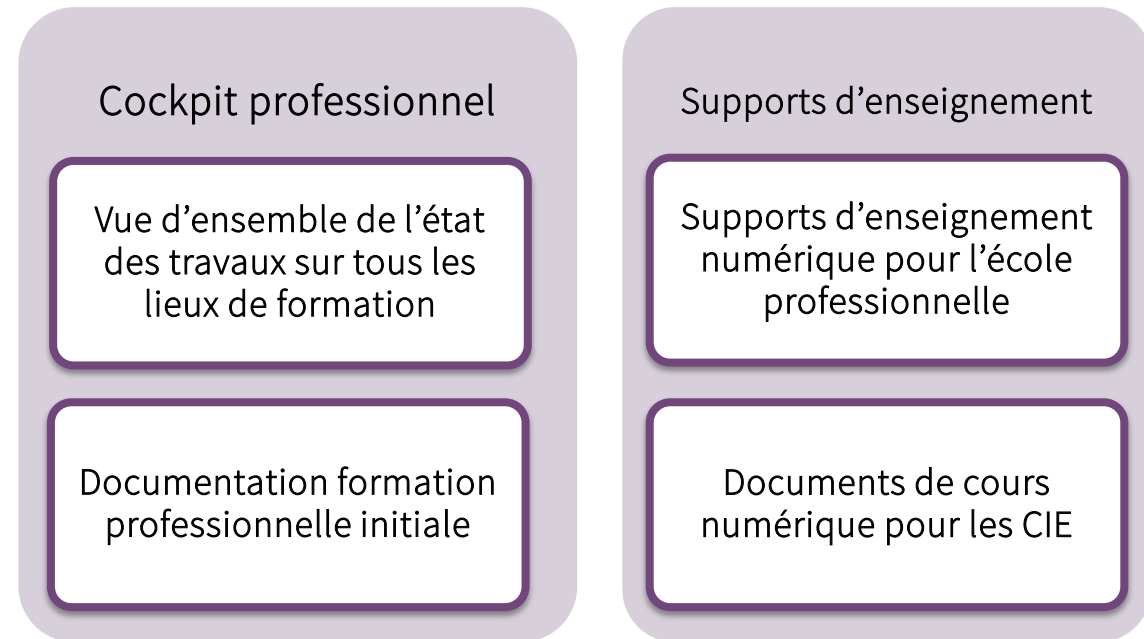 Cockpit professionnel
Vue d’ensemble de l’état
des travaux sur tous les
lieux de formation
Documentation formation
professionnelle initiale
Supports d’enseignement
Supports d’enseignement
numérique pour l’école
professionnelle
Documents de cours
numérique pour les CIE